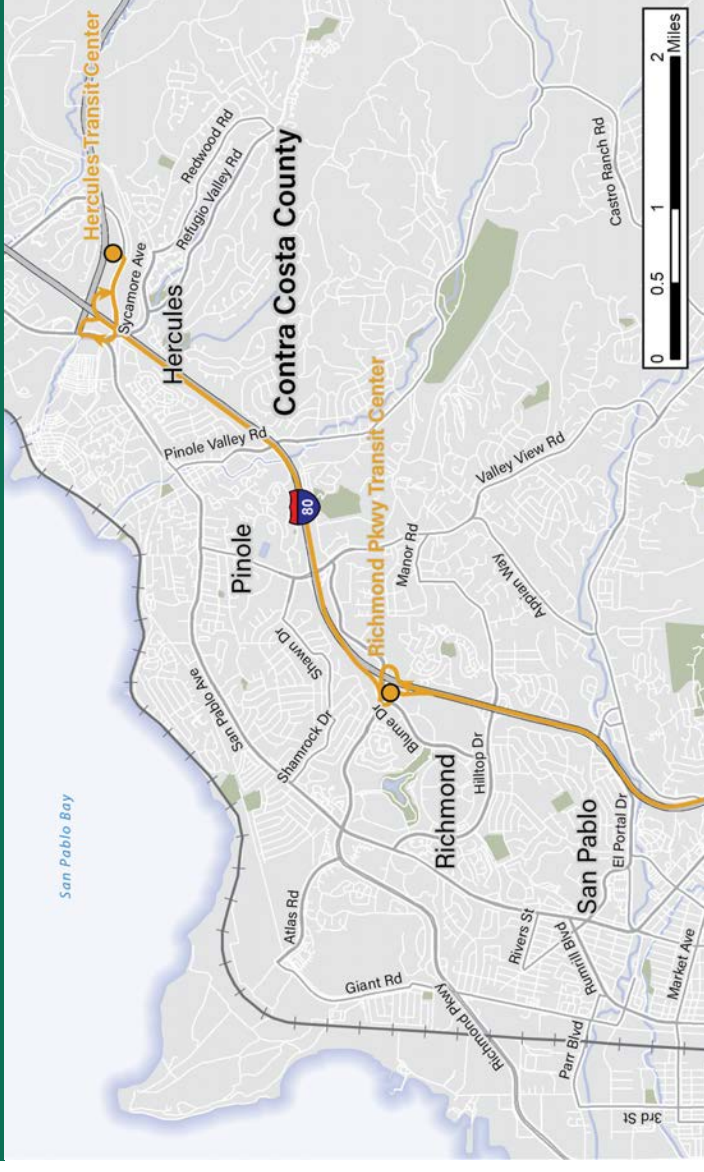 San Pablo Bay
Hercules Transit Center
Redwood Rd
Refugio Valley Rd
Sycamore Ave
Hercules
Contra Costa County
Pinole Valley Rd
80
Pinole
Richmond Pkwy Transit Center
Manor Rd
Valley View Rd
Appian Way
Castro Ranch Rd
San Pablo Ave
Shawn Dr
Shamrock Dr
Blume Dr
Hilltop Dr
Richmond
Atlas Rd
Giant Rd
Richmond Pkwy
San Pablo
El Portal Dr
Rivers St
Rumrill Blvd
Market Ave
Parr Blvd
3rd St
0 0.5 1 2
Miles